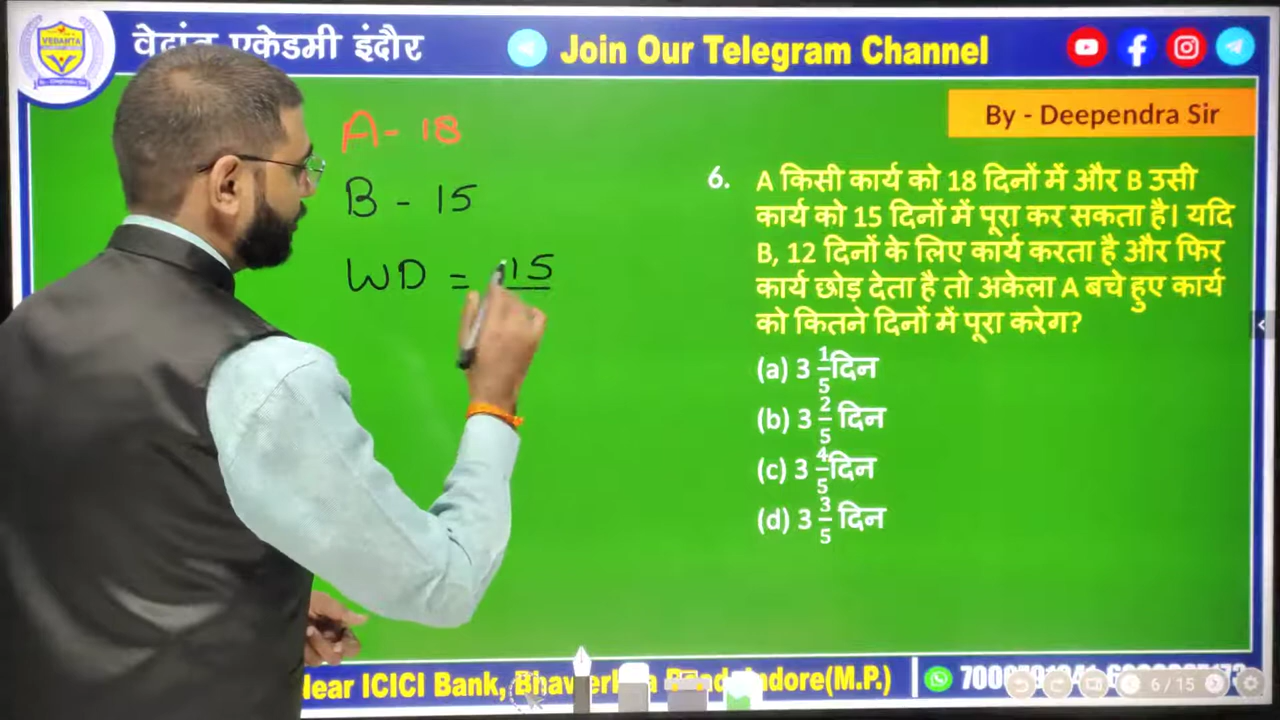 VEDANTA
वेदांत एकेडमी इंदौर
Join Our Telegram Channel
By - Deependra Sir
A - 18
B - 15
WD = 15
6. A किसी कार्य को 18 दिनों में और B उसी
कार्य को 15 दिनों में पूरा कर सकता है। यदि
B, 12 दिनों के लिए कार्य करता है और फिर
कार्य छोड़ देता है तो अकेला A बचे हुए कार्य
को कितने दिनों में पूरा करेग?
(a) 3 1/5 दिन
(b) 3 2/5 दिन
(c) 3 4/5 दिन
(d) 3 3/5 दिन
Near ICICI Bank, Indore(M.P.)
6 / 15